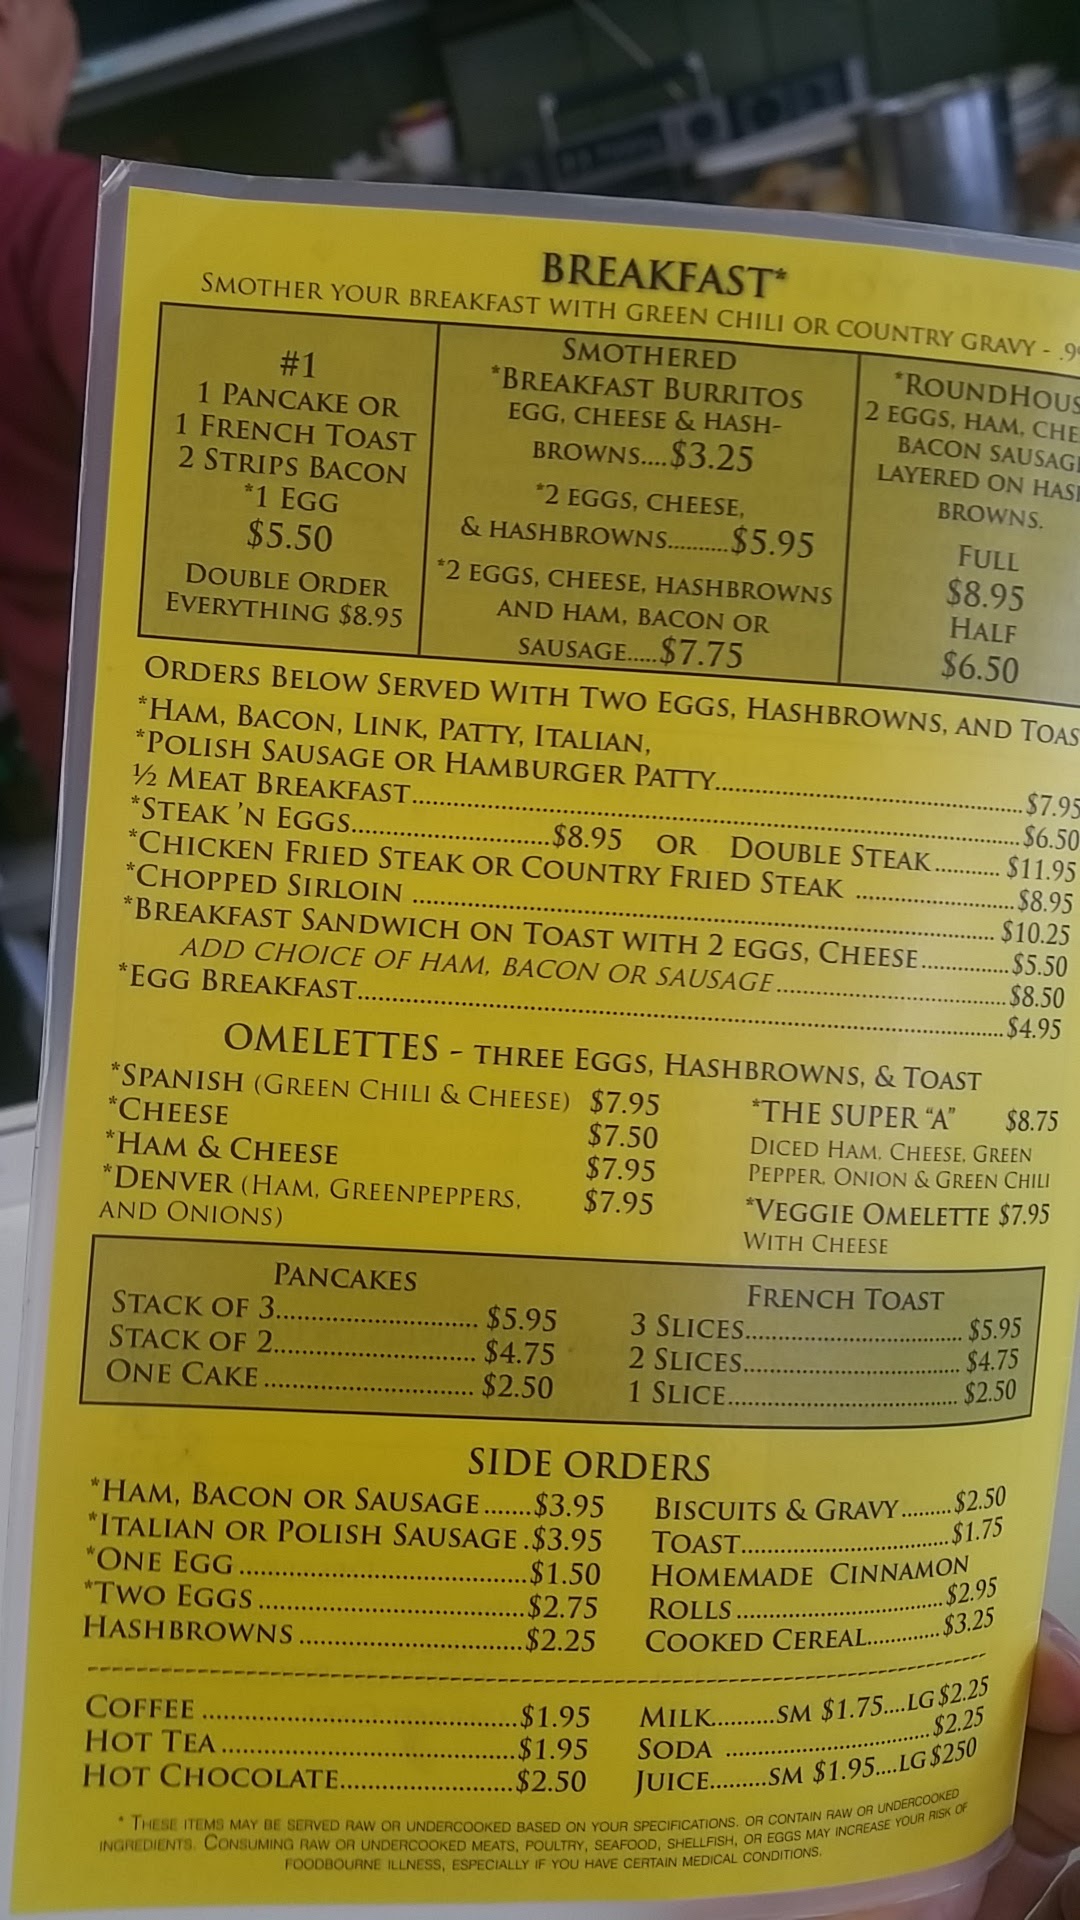 BREAKFAST*
SMOTHER YOUR BREAKFAST WITH GREEN CHILI OR COUNTRY GRAVY - .9
#1
1 PANCAKE OR
1 FRENCH TOAST
2 STRIPS BACON
*1 EGG
$5.50
DOUBLE ORDER
EVERYTHING $8.95
SMOTHERED
*BREAKFAST BURRITOS
EGG, CHEESE & HASH-
BROWNS....$3.25
*2 EGGS, CHEESE,
& HASHBROWNS..........$5.95
*2 EGGS, CHEESE, HASHBROWNS
AND HAM, BACON OR
SAUSAGE.....$7.75
*ROUNDHOUS
2 EGGS, HAM, CHE
BACON SAUSAG
LAYERED ON HAS
BROWNS.
FULL
$8.95
HALF
$6.50
ORDERS BELOW SERVED WITH TWO EGGS, HASHBROWNS, AND TOAS
*HAM, BACON, LINK, PATTY, ITALIAN,
*POLISH SAUSAGE OR HAMBURGER PATTY.......................................$7.95
½ MEAT BREAKFAST.......................................$6.50
*STEAK 'N EGGS.........................$8.95 OR DOUBLE STEAK........... $11.95
*CHICKEN FRIED STEAK OR COUNTRY FRIED STEAK ......................$8.95
*CHOPPED SIRLOIN ....................................... $10.25
*BREAKFAST SANDWICH ON TOAST WITH 2 EGGS, CHEESE.............$5.50
ADD CHOICE OF HAM, BACON OR SAUSAGE..........................$8.50
*EGG BREAKFAST.......................................$4.95
OMELETTES - THREE EGGS, HASHBROWNS, & TOAST
*SPANISH (GREEN CHILI & CHEESE) $7.95
*CHEESE $7.50
*HAM & CHEESE $7.95
*DENVER (HAM, GREENPEPPERS, $7.95
AND ONIONS)
*THE SUPER “A” $8.75
DICED HAM, CHEESE, GREEN
PEPPER, ONION & GREEN CHILI
*VEGGIE OMELETTE $7.95
WITH CHEESE
PANCAKES
STACK OF 3.......................... $5.95
STACK OF 2.......................... $4.75
ONE CAKE.......................... $2.50
FRENCH TOAST
3 SLICES.......................... $5.95
2 SLICES.......................... $4.75
1 SLICE.......................... $2.50
SIDE ORDERS
*HAM, BACON OR SAUSAGE.......$3.95
*ITALIAN OR POLISH SAUSAGE.$3.95
*ONE EGG...............................$1.50
*TWO EGGS.............................$2.75
HASHBROWNS.........................$2.25
BISCUITS & GRAVY.........$2.50
TOAST.........................$1.75
HOMEMADE CINNAMON
ROLLS.........................$2.95
COOKED CEREAL............$3.25
COFFEE...................................$1.95
HOT TEA.................................$1.95
HOT CHOCOLATE....................$2.50
MILK..........SM $1.75....LG $2.25
SODA .........................$2.25
JUICE.........SM $1.95....LG $250
* THESE ITEMS MAY BE SERVED RAW OR UNDERCOOKED BASED ON YOUR SPECIFICATIONS. OR CONTAIN RAW OR UNDERCOOKED
INGREDIENTS. CONSUMING RAW OR UNDERCOOKED MEATS, POULTRY, SEAFOOD, SHELLFISH, OR EGGS MAY INCREASE YOUR RISK OF
FOODBOURNE ILLNESS, ESPECIALLY IF YOU HAVE CERTAIN MEDICAL CONDITIONS.